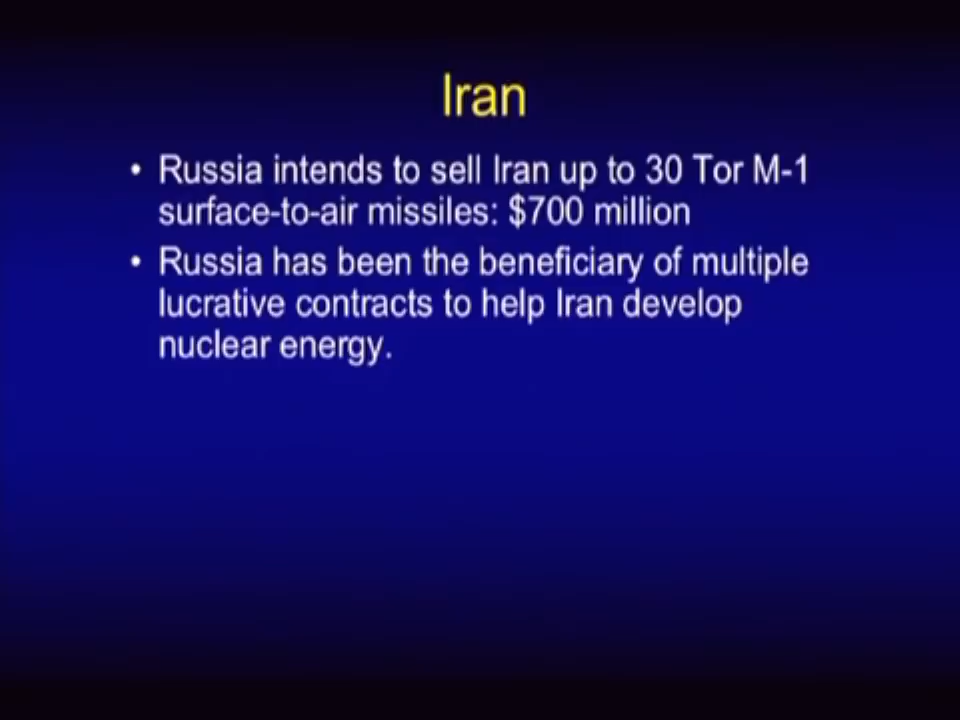 Iran
• Russia intends to sell Iran up to 30 Tor M-1
surface-to-air missiles: $700 million
• Russia has been the beneficiary of multiple
lucrative contracts to help Iran develop
nuclear energy.